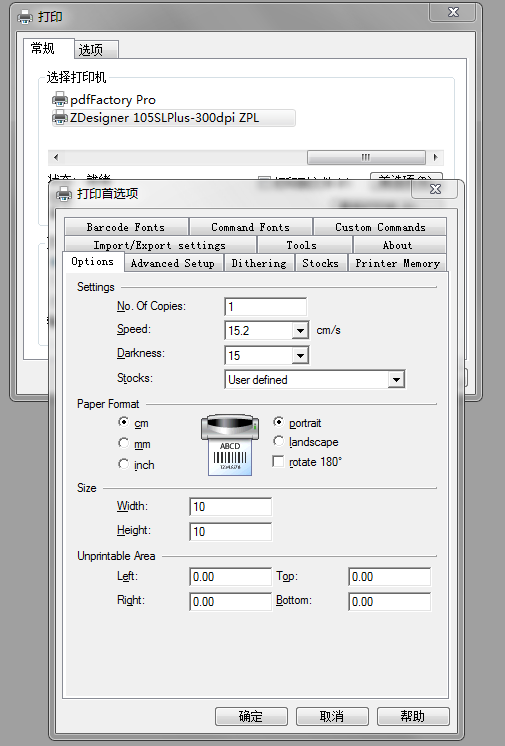 打印
常规 选项
选择打印机
pdfFactory Pro
ZDesigner 105SLPlus-300dpi ZPL
打印首选项
Barcode Fonts Command Fonts Custom Commands
Import/Export settings Tools About
Options Advanced Setup Dithering Stocks Printer Memory
Settings
No. Of Copies: 1
Speed: 15.2 cm/s
Darkness: 15
Stocks: User defined
Paper Format
cm portrait
mm landscape
inch rotate 180°
ABCD
Size
Width: 10
Height: 10
Unprintable Area
Left: 0.00 Top: 0.00
Right: 0.00 Bottom: 0.00
确定 取消 帮助